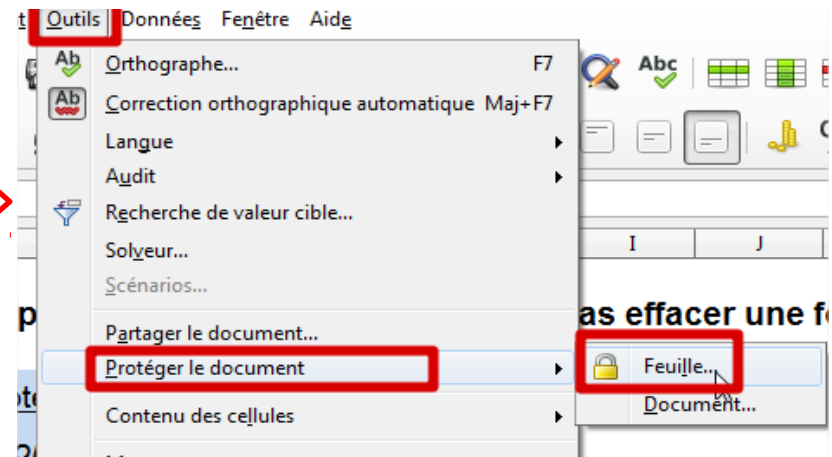 Outils Données Fenêtre Aide
Orthographe... F7
Abc
Correction orthographique automatique Maj+F7
Langue
Audit
Recherche de valeur cible...
Solveur... I J
Scénarios...
as effacer une f
Partager le document...
Protéger le document Feuille...
Document...
Contenu des cellules